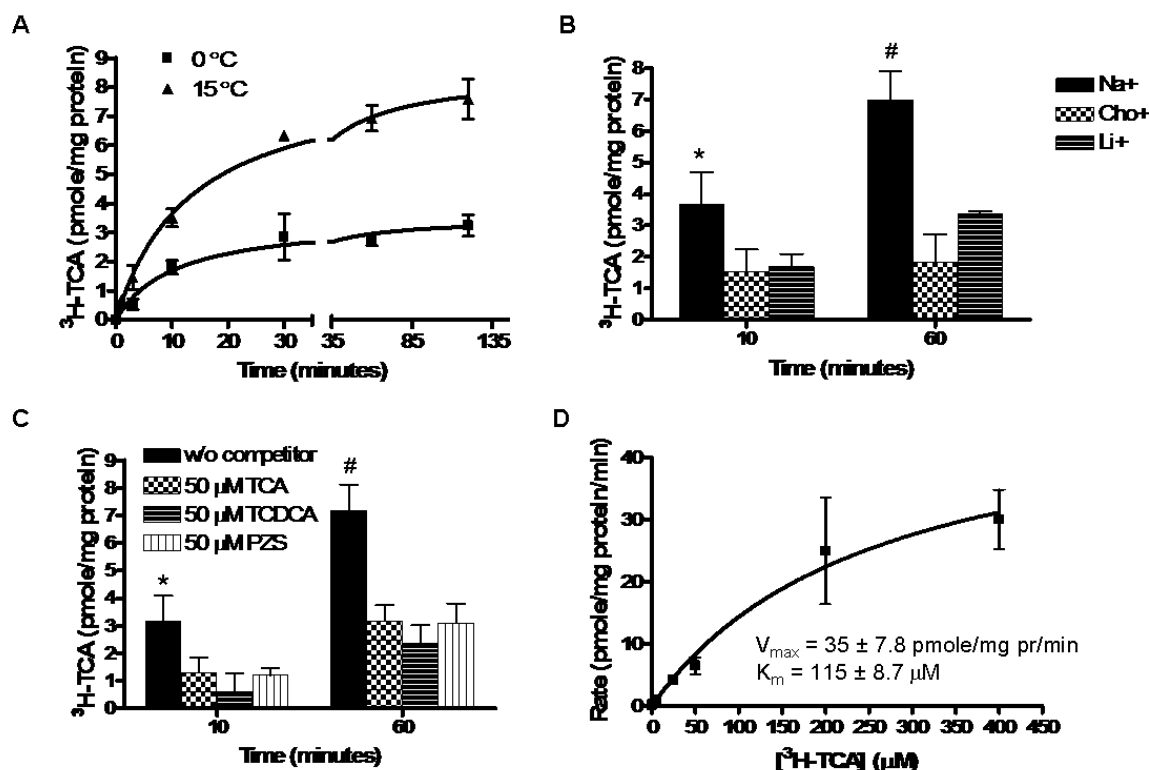 A
³H-TCA (pmole/mg protein)
9
8
7
6
5
4
3
2
1
0
0 °C
15 °C
0 10 20 30 35 85 135
Time (minutes)
B
³H-TCA (pmole/mg protein)
9
8
7
6
5
4
3
2
1
0
*
#
10 60
Time (minutes)
Na+
Cho+
Li+
C
³H-TCA (pmole/mg protein)
9
8
7
6
5
4
3
2
1
0
w/o competitor
50 µM TCA
50 µM TCDCA
50 µM PZS
*
#
10 60
Time (minutes)
D
Rate (pmole/mg protein/min)
40
30
20
10
0
Vmax = 35 ± 7.8 pmole/mg pr/min
Km = 115 ± 8.7 µM
0 50 100 150 200 250 300 350 400 450
[³H-TCA] (µM)